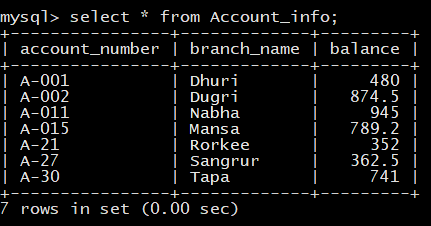 mysql> select * from Account_info;
+----------------+-------------+---------+
| account_number | branch_name | balance |
+----------------+-------------+---------+
| A-001          | Dhuri       |     480 |
| A-002          | Dugri       |   874.5 |
| A-011          | Nabha       |     945 |
| A-015          | Mansa       |   789.2 |
| A-21           | Rorkee      |     352 |
| A-27           | Sangrur     |   362.5 |
| A-30           | Tapa        |     741 |
+----------------+-------------+---------+
7 rows in set (0.00 sec)